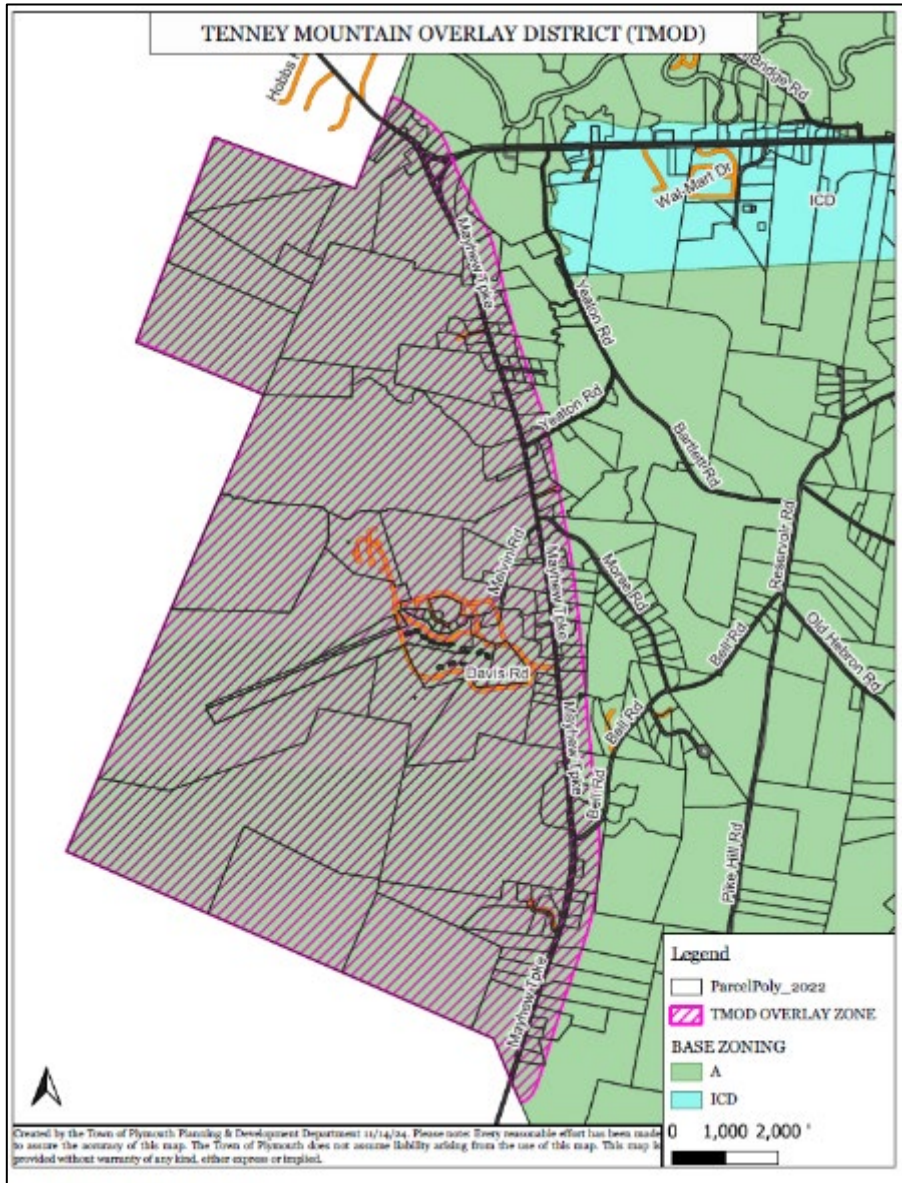 TENNEY MOUNTAIN OVERLAY DISTRICT (TMOD)
Hobbs
Bridge Rd
Wal-Mart Dr
ICD
Mayhew Tpke
Yeaton Rd
Yeaton Rd
Bartlett Rd
Reservoir Rd
Melvin Rd
Mayhew Tpke
Morse Rd
Bell Rd
Old Hebron Rd
Davis Rd
Bell Rd
Mayhew Tpke
Bell Rd
Pike Hill Rd
Mayhew Tpke
Legend
ParcelPoly_2022
TMOD OVERLAY ZONE
BASE ZONING
A
ICD
0 1,000 2,000 '
Created by the Town of Plymouth Planning & Development Department 11/14/24. Please note: Every reasonable effort has been made
to assure the accuracy of this map. The Town of Plymouth does not assume liability arising from the use of this map. This map is
provided without warranty of any kind, either express or implied.